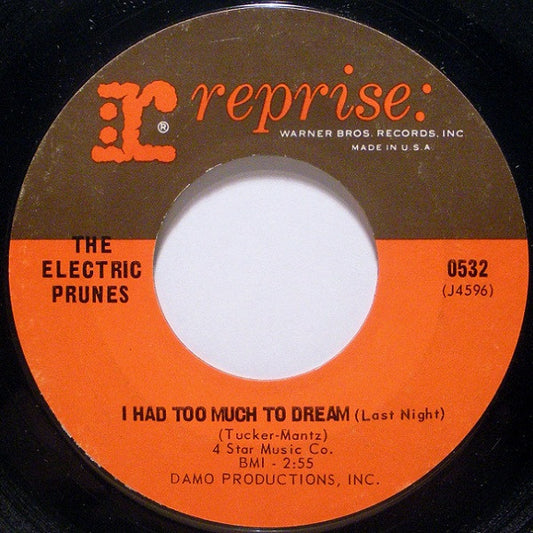 r® reprise:
WARNER BROS. RECORDS, INC.
MADE IN U.S.A.
THE
ELECTRIC
PRUNES
0532
(J4596)
I HAD TOO MUCH TO DREAM (Last Night)
(Tucker-Mantz)
4 Star Music Co.
BMI - 2:55
DAMO PRODUCTIONS, INC.